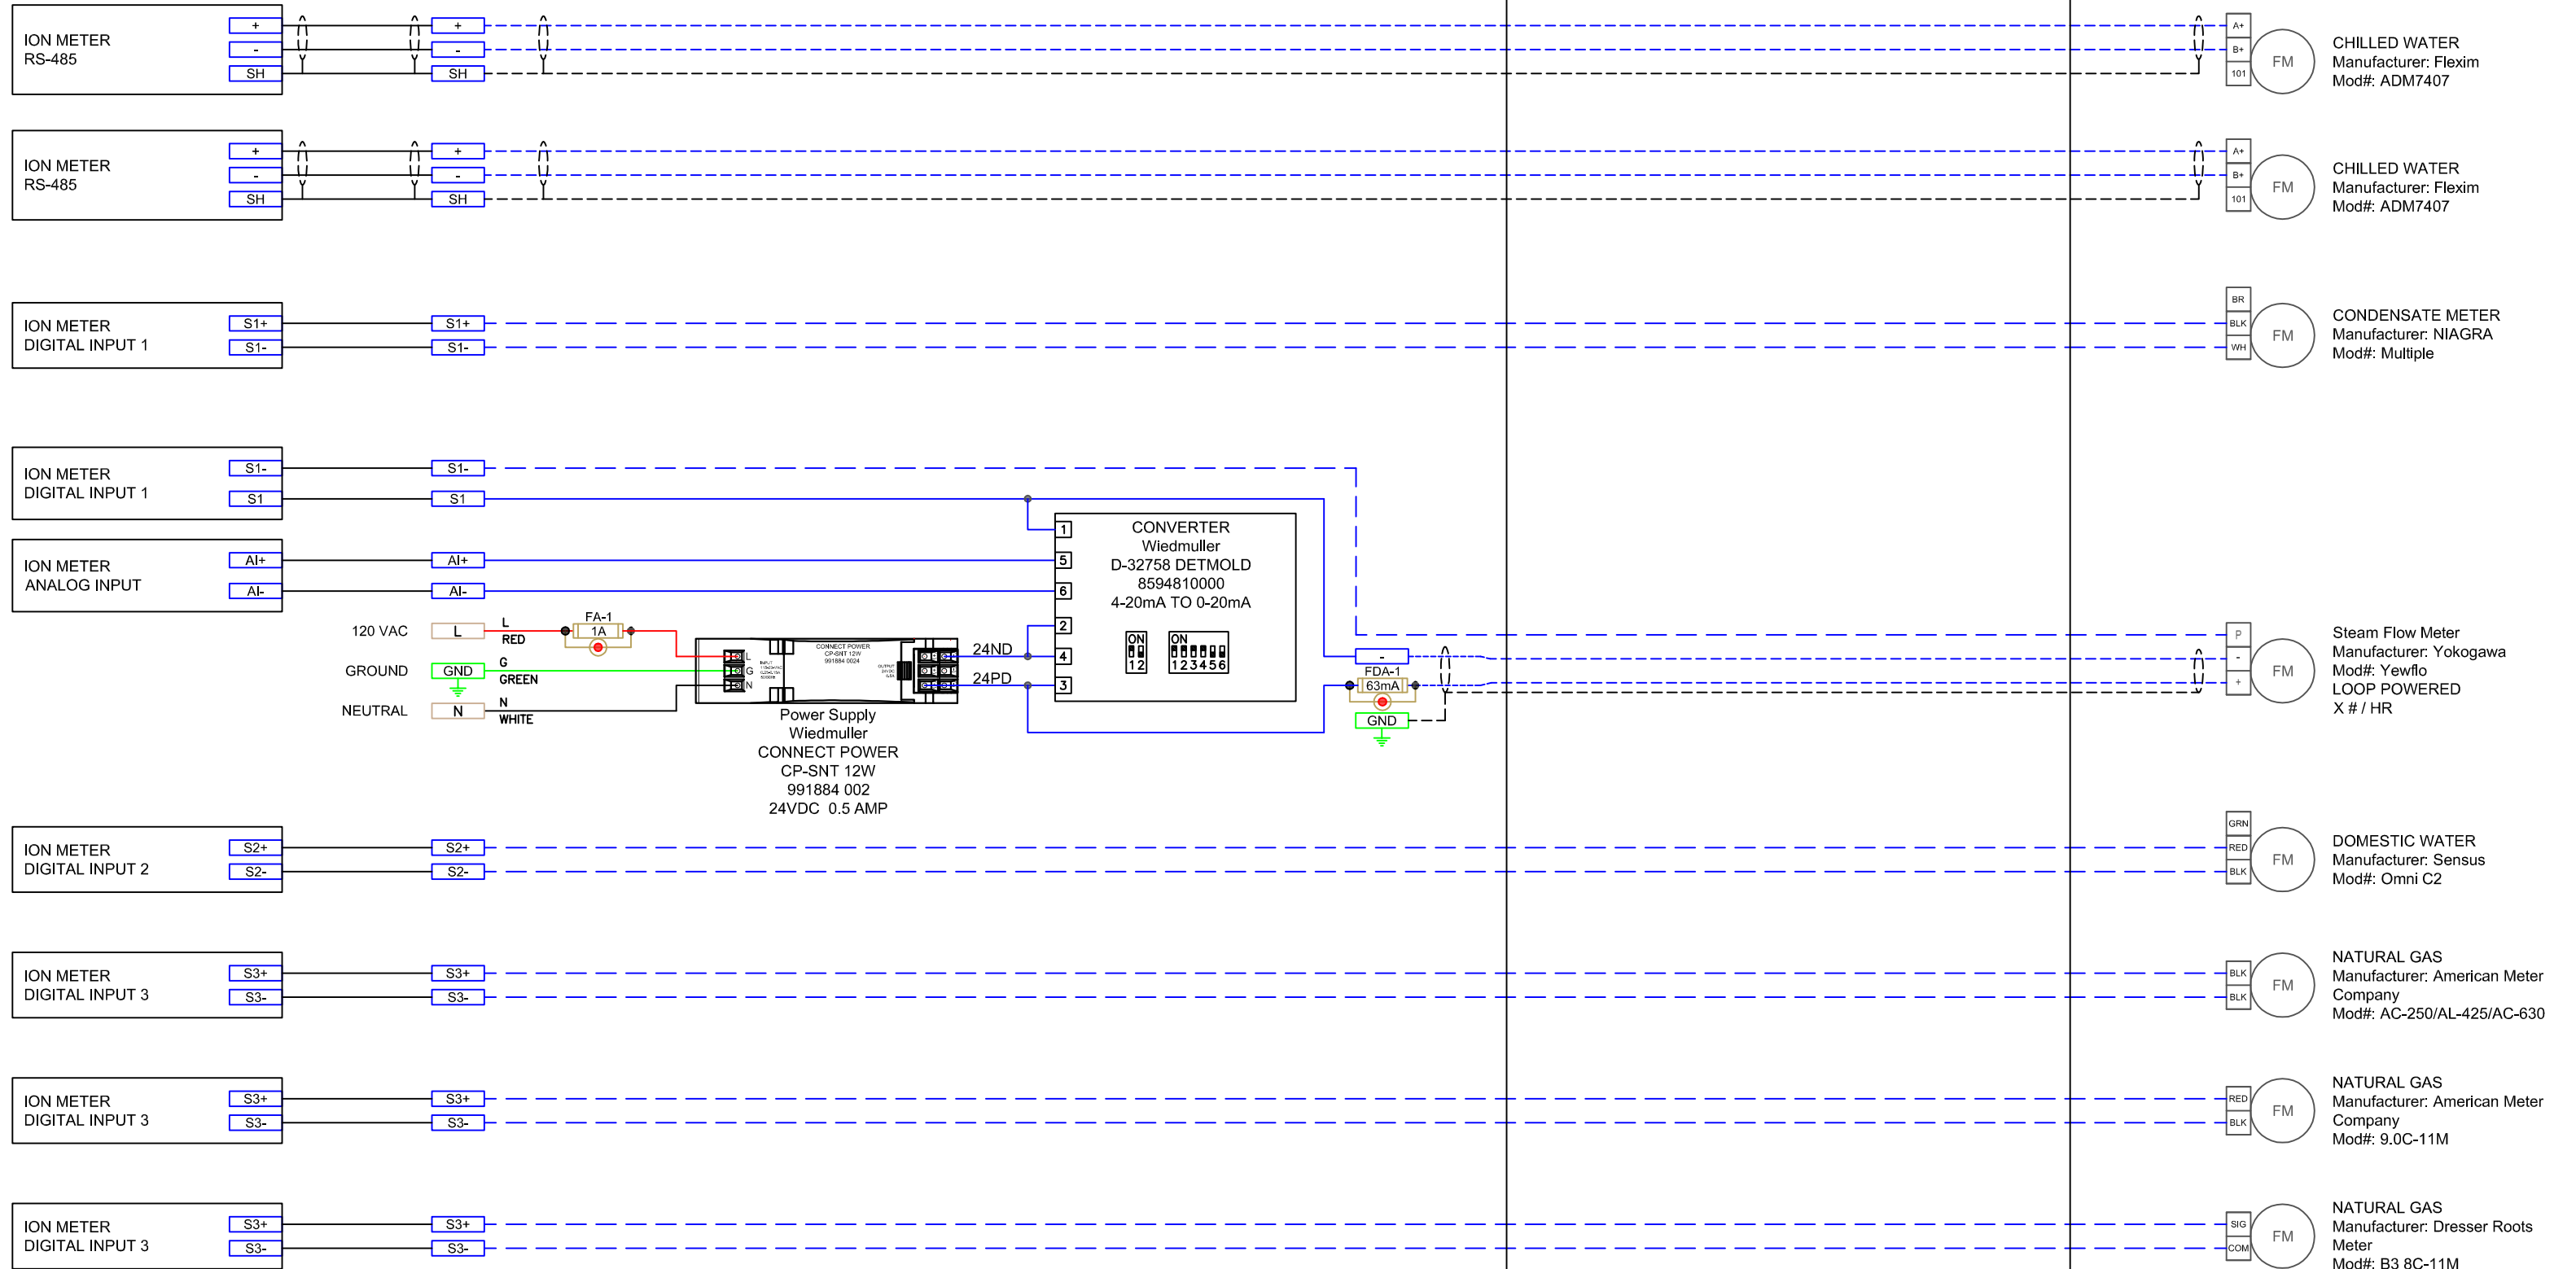 ION METER
RS-485
+
-
SH
+
-
SH
A+
B+
101
FM
CHILLED WATER
Manufacturer: Flexim
Mod#: ADM7407
ION METER
RS-485
+
-
SH
+
-
SH
A+
B+
101
FM
CHILLED WATER
Manufacturer: Flexim
Mod#: ADM7407
ION METER
DIGITAL INPUT 1
S1+
S1-
S1+
S1-
BR
BLK
WH
FM
CONDENSATE METER
Manufacturer: NIAGRA
Mod#: Multiple
ION METER
DIGITAL INPUT 1
S1-
S1
S1-
S1
ION METER
ANALOG INPUT
AI+
AI-
AI+
AI-
1
5
6
2
4
3
CONVERTER
Wiedmuller
D-32758 DETMOLD
8594810000
4-20mA TO 0-20mA
ON
1 2
ON
1 2 3 4 5 6
120 VAC
L
L
RED
FA-1
1A
GROUND
GND
G
GREEN
NEUTRAL
N
N
WHITE
L
G
N
CONNECT POWER
CP-SNT 12W
991884 0024
OUTPUT
24ND
24PD
Power Supply
Wiedmuller
CONNECT POWER
CP-SNT 12W
991884 002
24VDC 0.5 AMP
-
FDA-1
63mA
GND
P
-
+
FM
Steam Flow Meter
Manufacturer: Yokogawa
Mod#: Yewflo
LOOP POWERED
X # / HR
ION METER
DIGITAL INPUT 2
S2+
S2-
S2+
S2-
GRN
RED
BLK
FM
DOMESTIC WATER
Manufacturer: Sensus
Mod#: Omni C2
ION METER
DIGITAL INPUT 3
S3+
S3-
S3+
S3-
BLK
BLK
FM
NATURAL GAS
Manufacturer: American Meter
Company
Mod#: AC-250/AL-425/AC-630
ION METER
DIGITAL INPUT 3
S3+
S3-
S3+
S3-
RED
BLK
FM
NATURAL GAS
Manufacturer: American Meter
Company
Mod#: 9.0C-11M
ION METER
DIGITAL INPUT 3
S3+
S3-
S3+
S3-
SIG
COM
FM
NATURAL GAS
Manufacturer: Dresser Roots
Meter
Mod#: B3 8C-11M